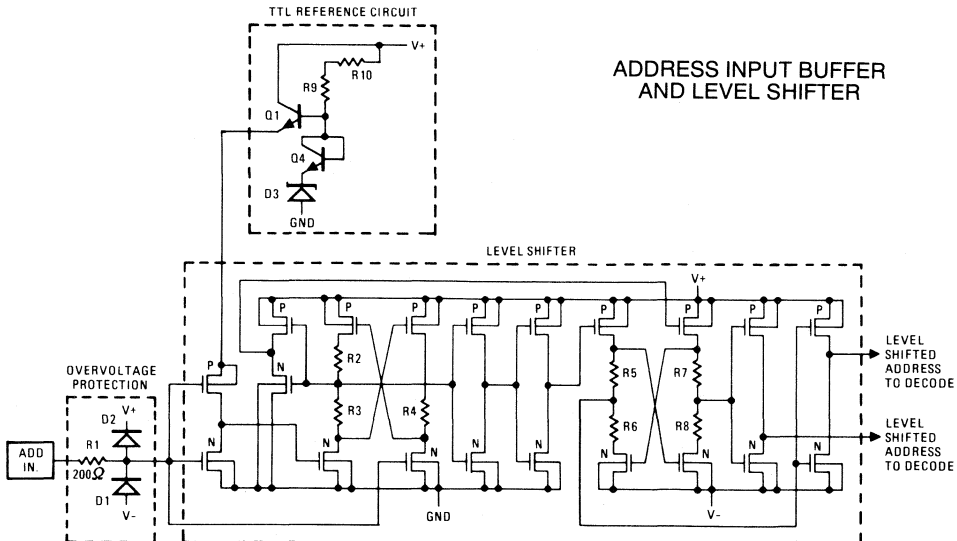 TTL REFERENCE CIRCUIT
V+
R10
R9
Q1
Q4
D3
GND
ADDRESS INPUT BUFFER
AND LEVEL SHIFTER
LEVEL SHIFTER
V+
P
P
P
P
P
P
P
P
P
R2
R5
R7
LEVEL
SHIFTED
ADDRESS
TO DECODE
OVERVOLTAGE
PROTECTION
P
N
V+
D2
R3
R4
R6
R8
LEVEL
SHIFTED
ADDRESS
TO DECODE
ADD
IN.
R1
200Ω
N
N
N
N
N
N
N
N
N
D1
V-
GND
V-